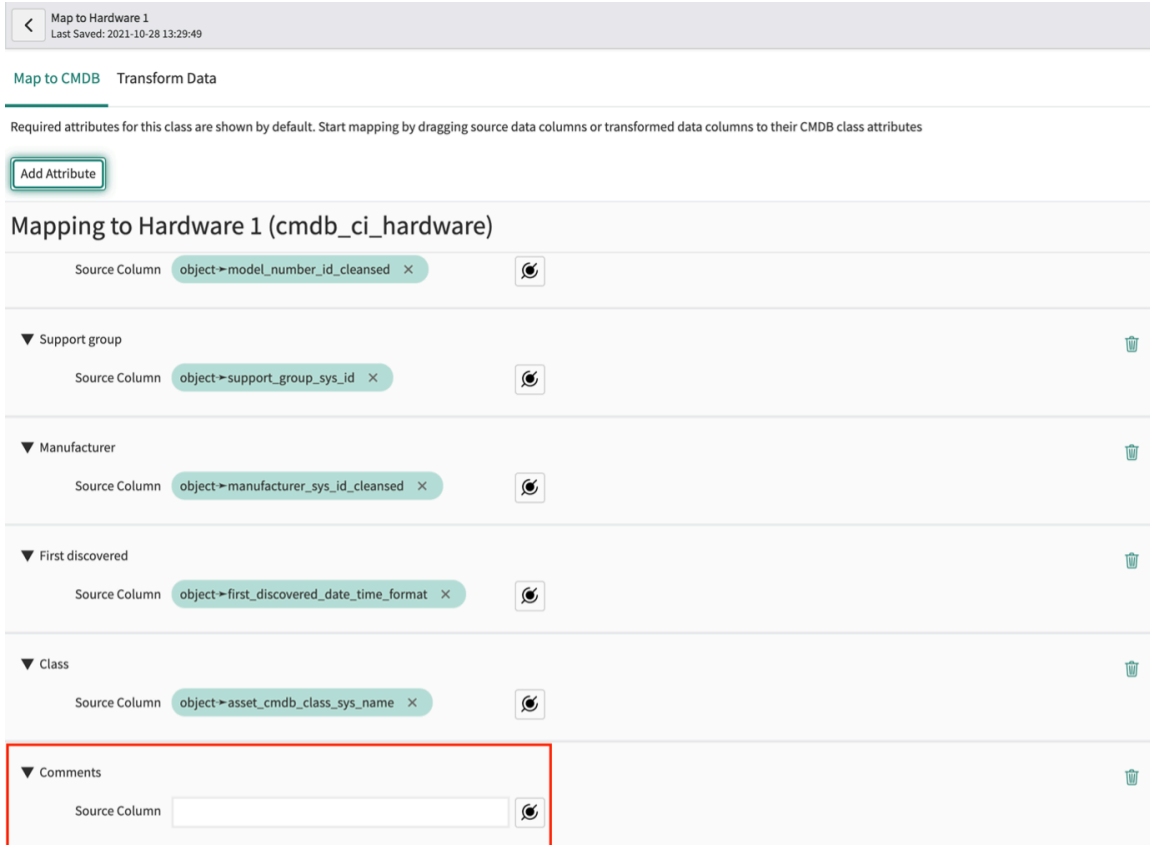 Map to Hardware 1
Last Saved: 2021-10-28 13:29:49
Map to CMDB Transform Data
Required attributes for this class are shown by default. Start mapping by dragging source data columns or transformed data columns to their CMDB class attributes
Add Attribute
Mapping to Hardware 1 (cmdb_ci_hardware)
Source Column object➛model_number_id_cleansed ×
Support group
Source Column object➛support_group_sys_id ×
Manufacturer
Source Column object➛manufacturer_sys_id_cleansed ×
First discovered
Source Column object➛first_discovered_date_time_format ×
Class
Source Column object➛asset_cmdb_class_sys_name ×
Comments
Source Column